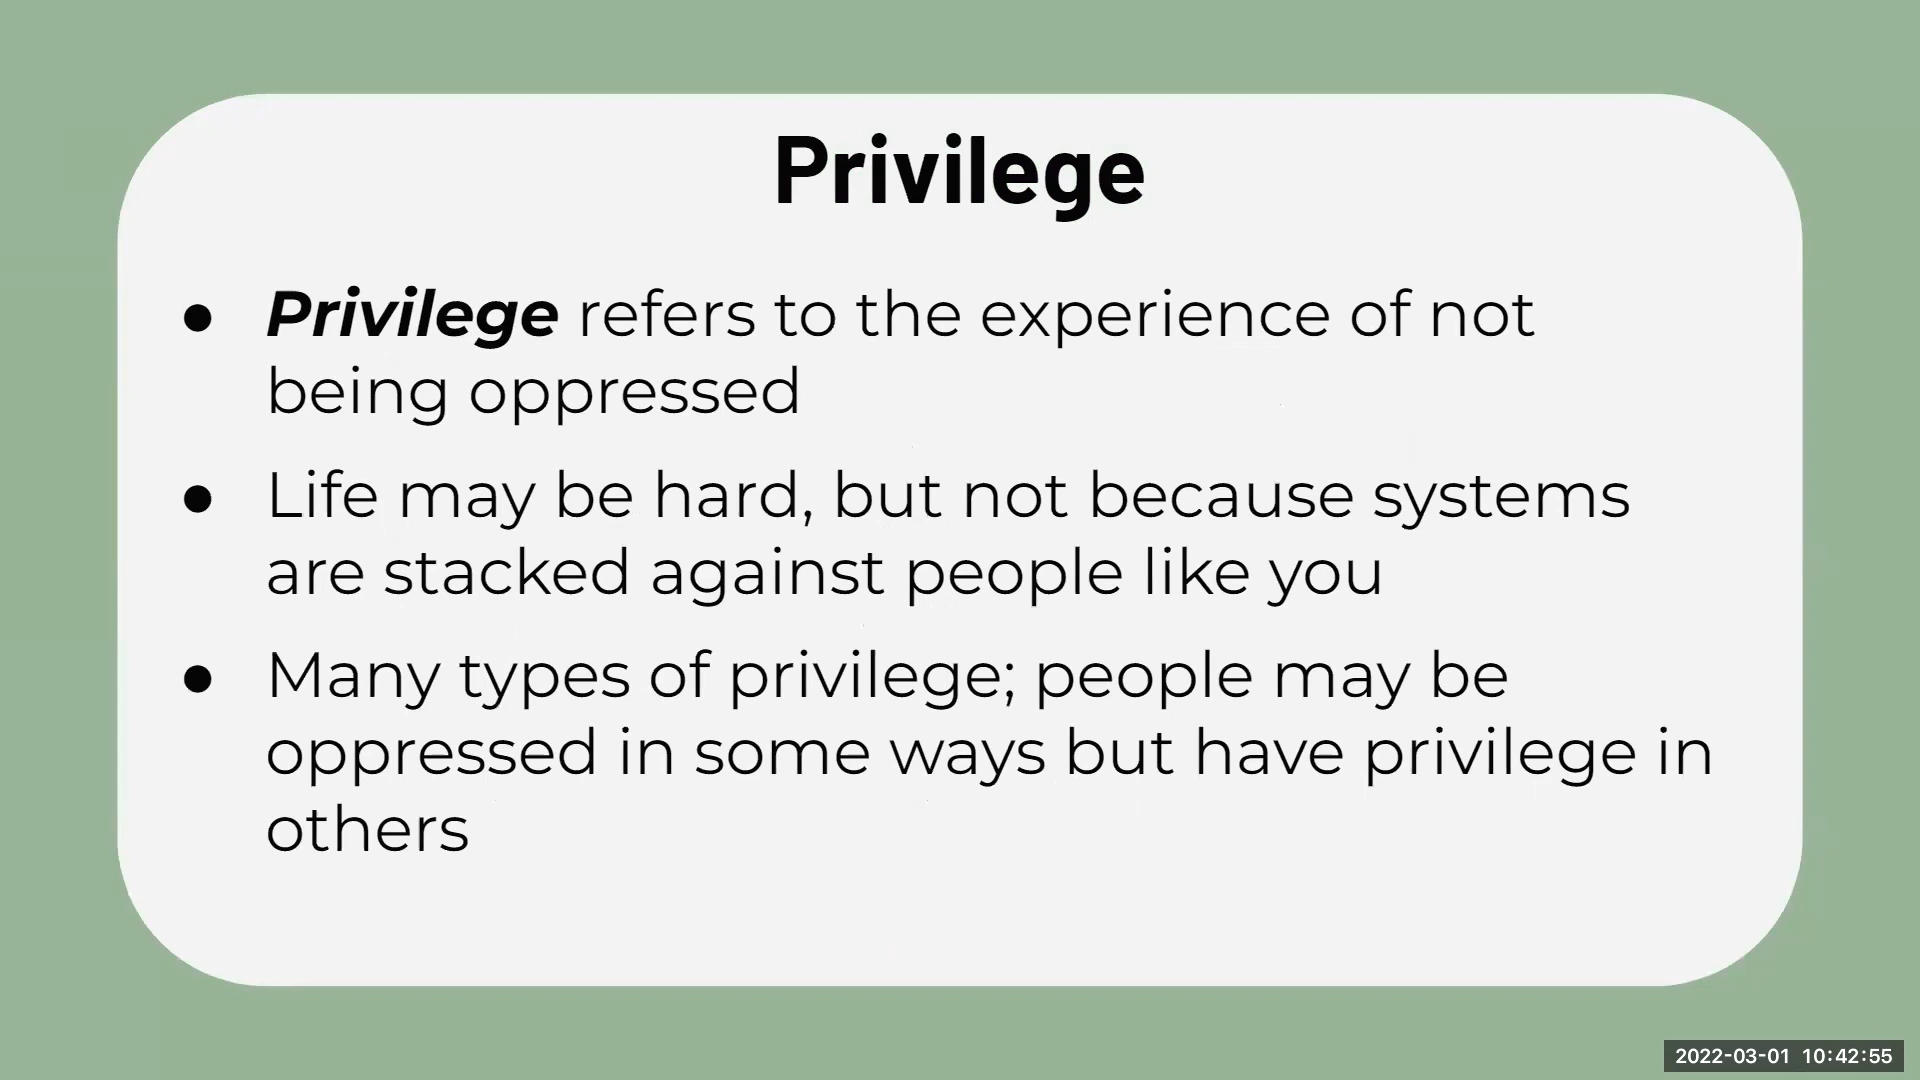 Privilege
● Privilege refers to the experience of not
being oppressed
● Life may be hard, but not because systems
are stacked against people like you
● Many types of privilege; people may be
oppressed in some ways but have privilege in
others
2022-03-01 10:42:55